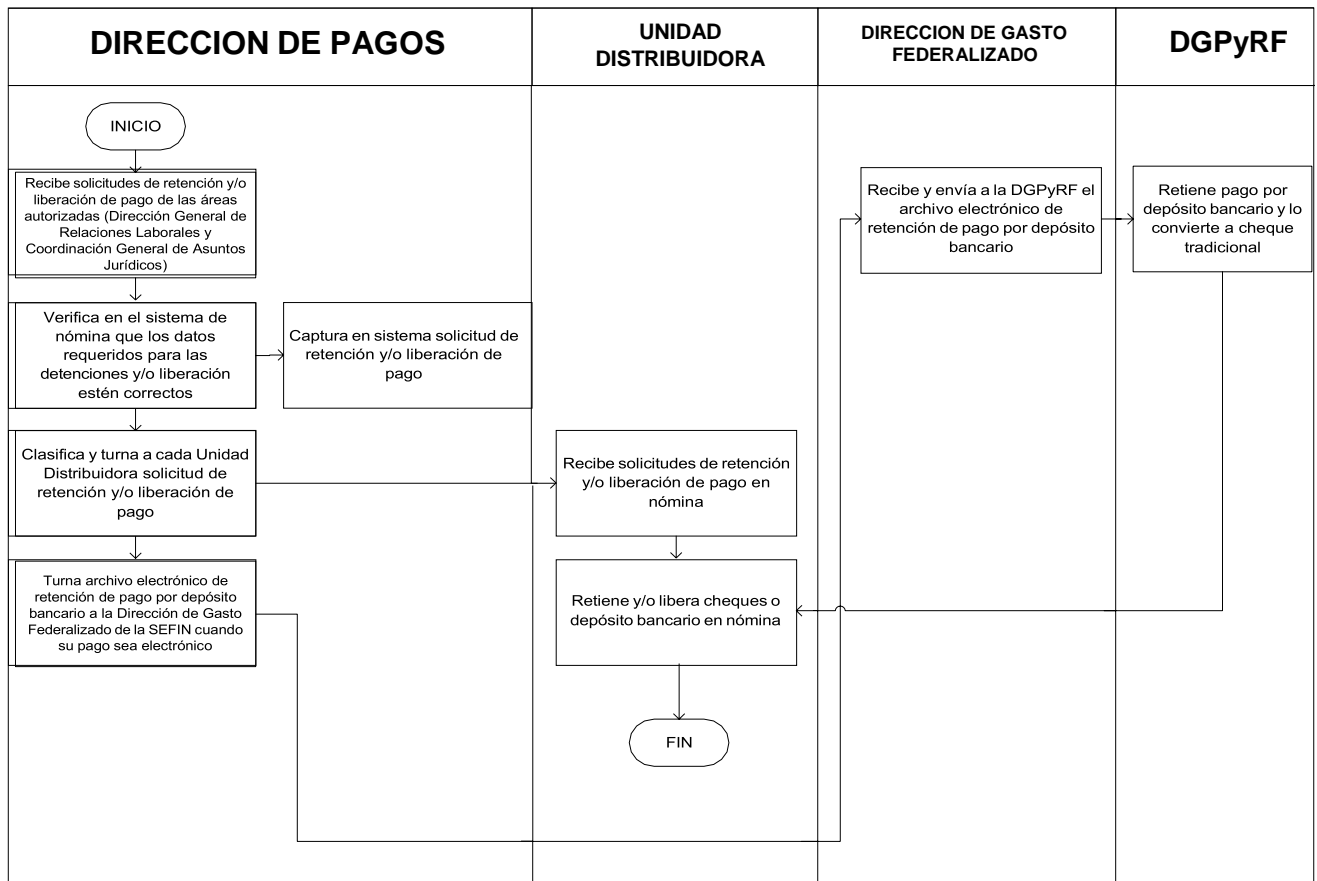 DIRECCION DE PAGOS
UNIDAD
DISTRIBUIDORA
DIRECCION DE GASTO
FEDERALIZADO
DGPyRF
INICIO
Recibe solicitudes de retención y/o
liberación de pago de las áreas
autorizadas (Dirección General de
Relaciones Laborales y
Coordinación General de Asuntos
Jurídicos)
Verifica en el sistema de
nómina que los datos
requeridos para las
detenciones y/o liberación
estén correctos
Captura en sistema solicitud de
retención y/o liberación de
pago
Clasifica y turna a cada Unidad
Distribuidora solicitud de
retención y/o liberación de
pago
Turna archivo electrónico de
retención de pago por depósito
bancario a la Dirección de Gasto
Federalizado de la SEFIN cuando
su pago sea electrónico
Recibe solicitudes de retención
y/o liberación de pago en
nómina
Retiene y/o libera cheques o
depósito bancario en nómina
FIN
Recibe y envía a la DGPyRF el
archivo electrónico de
retención de pago por depósito
bancario
Retiene pago por
depósito bancario y lo
convierte a cheque
tradicional